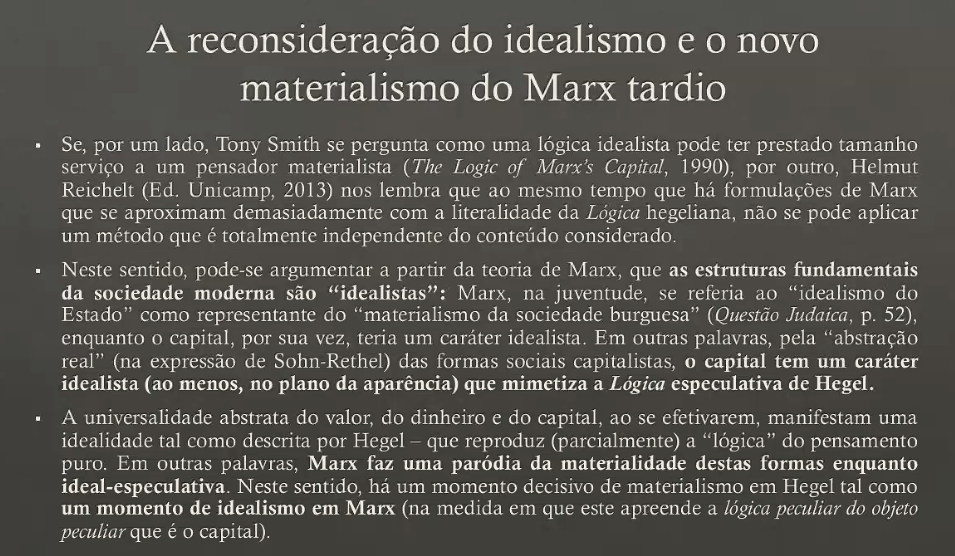 A reconsideração do idealismo e o novo
materialismo do Marx tardio
▪ Se, por um lado, Tony Smith se pergunta como uma lógica idealista pode ter prestado tamanho
serviço a um pensador materialista (The Logic of Marx's Capital, 1990), por outro, Helmut
Reichelt (Ed. Unicamp, 2013) nos lembra que ao mesmo tempo que há formulações de Marx
que se aproximam demasiadamente com a literalidade da Lógica hegeliana, não se pode aplicar
um método que é totalmente independente do conteúdo considerado.
▪ Neste sentido, pode-se argumentar a partir da teoria de Marx, que as estruturas fundamentais
da sociedade moderna são “idealistas”: Marx, na juventude, se referia ao “idealismo do
Estado” como representante do “materialismo da sociedade burguesa” (Questão Judaica, p. 52),
enquanto o capital, por sua vez, teria um caráter idealista. Em outras palavras, pela “abstração
real” (na expressão de Sohn-Rethel) das formas sociais capitalistas, o capital tem um caráter
idealista (ao menos, no plano da aparência) que mimetiza a Lógica especulativa de Hegel.
▪ A universalidade abstrata do valor, do dinheiro e do capital, ao se efetivarem, manifestam uma
idealidade tal como descrita por Hegel – que reproduz (parcialmente) a “lógica” do pensamento
puro. Em outras palavras, Marx faz uma paródia da materialidade destas formas enquanto
ideal-especulativa. Neste sentido, há um momento decisivo de materialismo em Hegel tal como
um momento de idealismo em Marx (na medida em que este apreende a lógica peculiar do objeto
peculiar que é o capital).